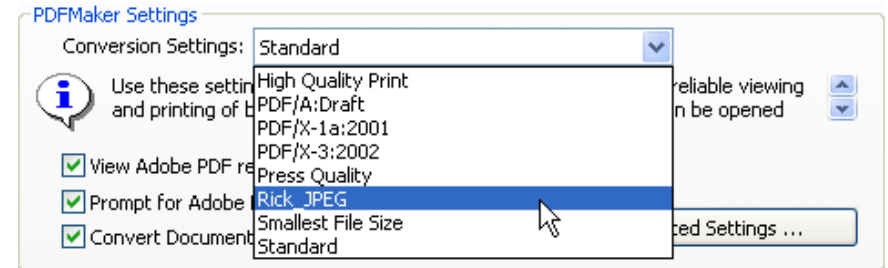 PDFMaker Settings
Conversion Settings: Standard
High Quality Print
Use these settin reliable viewing
PDF/A:Draft
and printing of b n be opened
PDF/X-1a:2001
PDF/X-3:2002
View Adobe PDF re
Press Quality
Prompt for Adobe
Rick_JPEG
Smallest File Size
Convert Document ced Settings ...
Standard